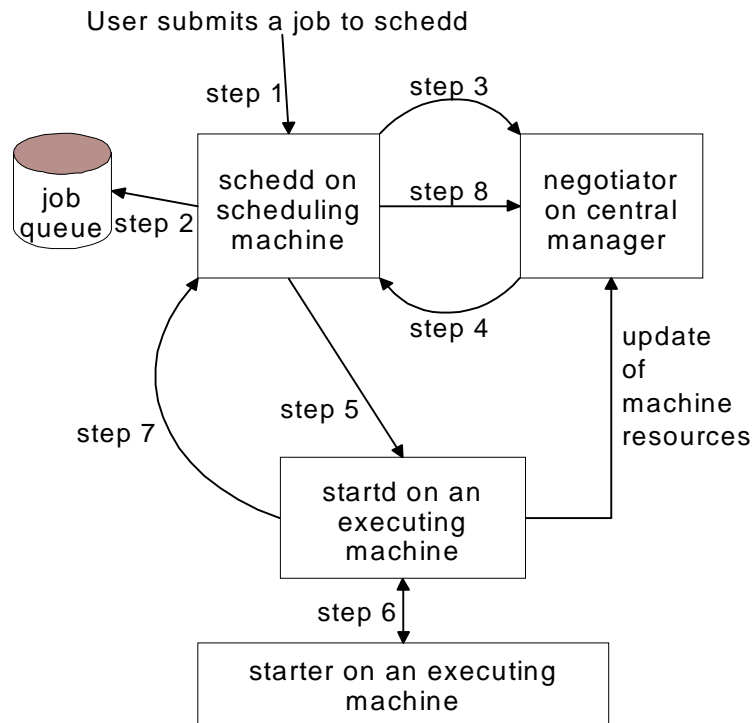 User submits a job to schedd
step 1
step 3
schedd on
scheduling
machine
step 8
negotiator
on central
manager
job
queue
step 2
step 4
update
of
machine
resources
step 5
step 7
startd on an
executing
machine
step 6
starter on an executing
machine